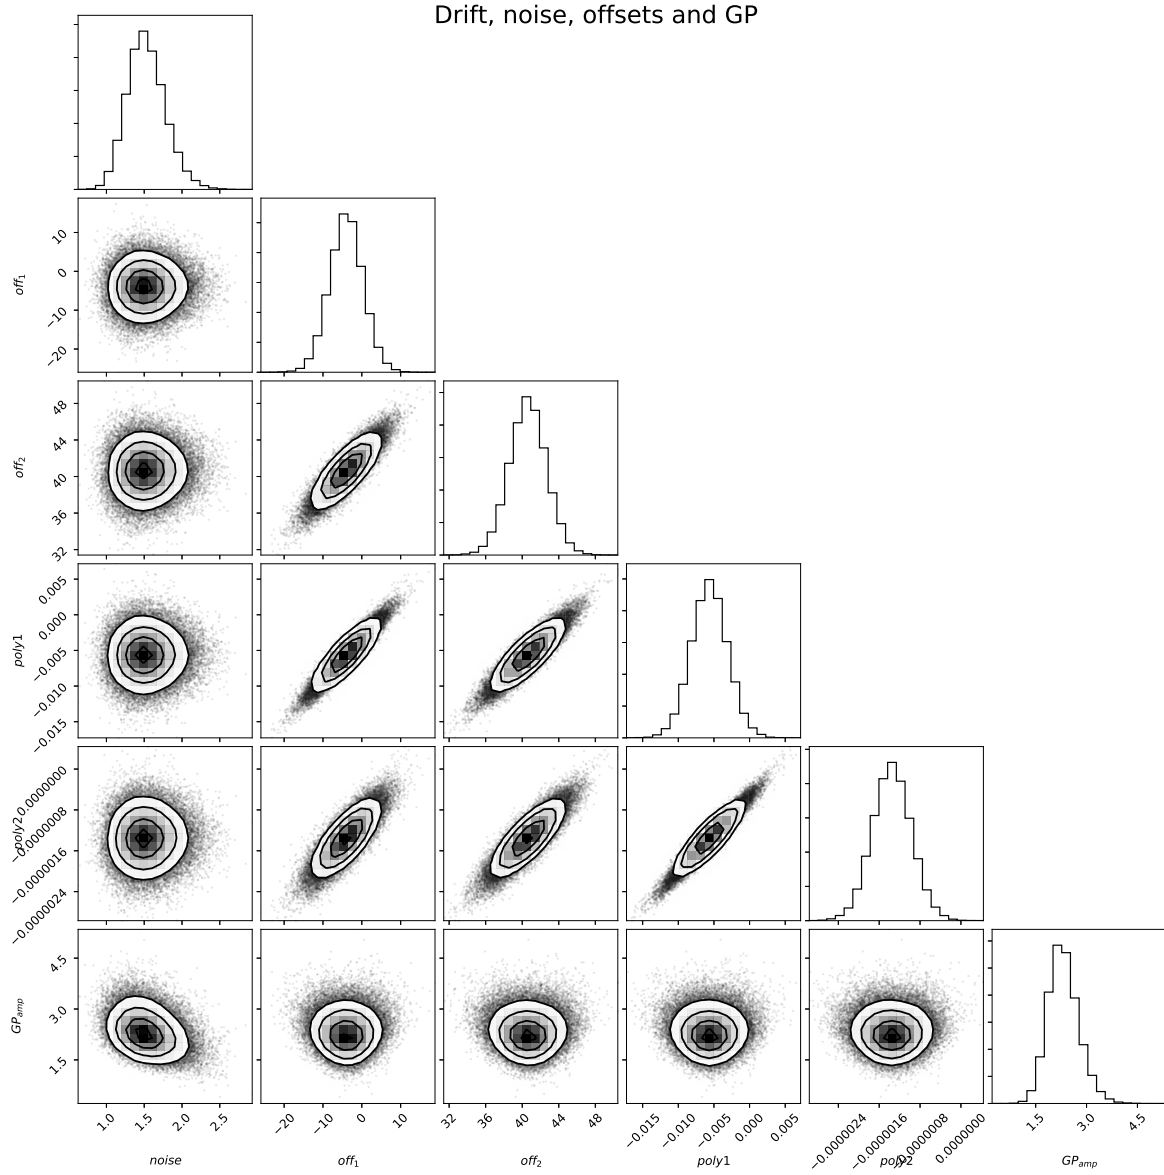 Drift, noise, offsets and GP
off1
10
0
−10
−20
off2
48
44
40
36
32
poly1
0.005
0.000
−0.005
−0.010
−0.015
poly2
0.0000000
−0.0000008
−0.0000016
−0.0000024
GPamp
4.5
3.0
1.5
1.0 1.5 2.0 2.5
−20 −10 0 10
32 36 40 44 48
−0.015 −0.010 −0.005 0.000 0.005
−0.0000024 −0.0000016 −0.0000008 0.0000000
1.5 3.0 4.5
noise off1 off2 poly1 poly2 GPamp